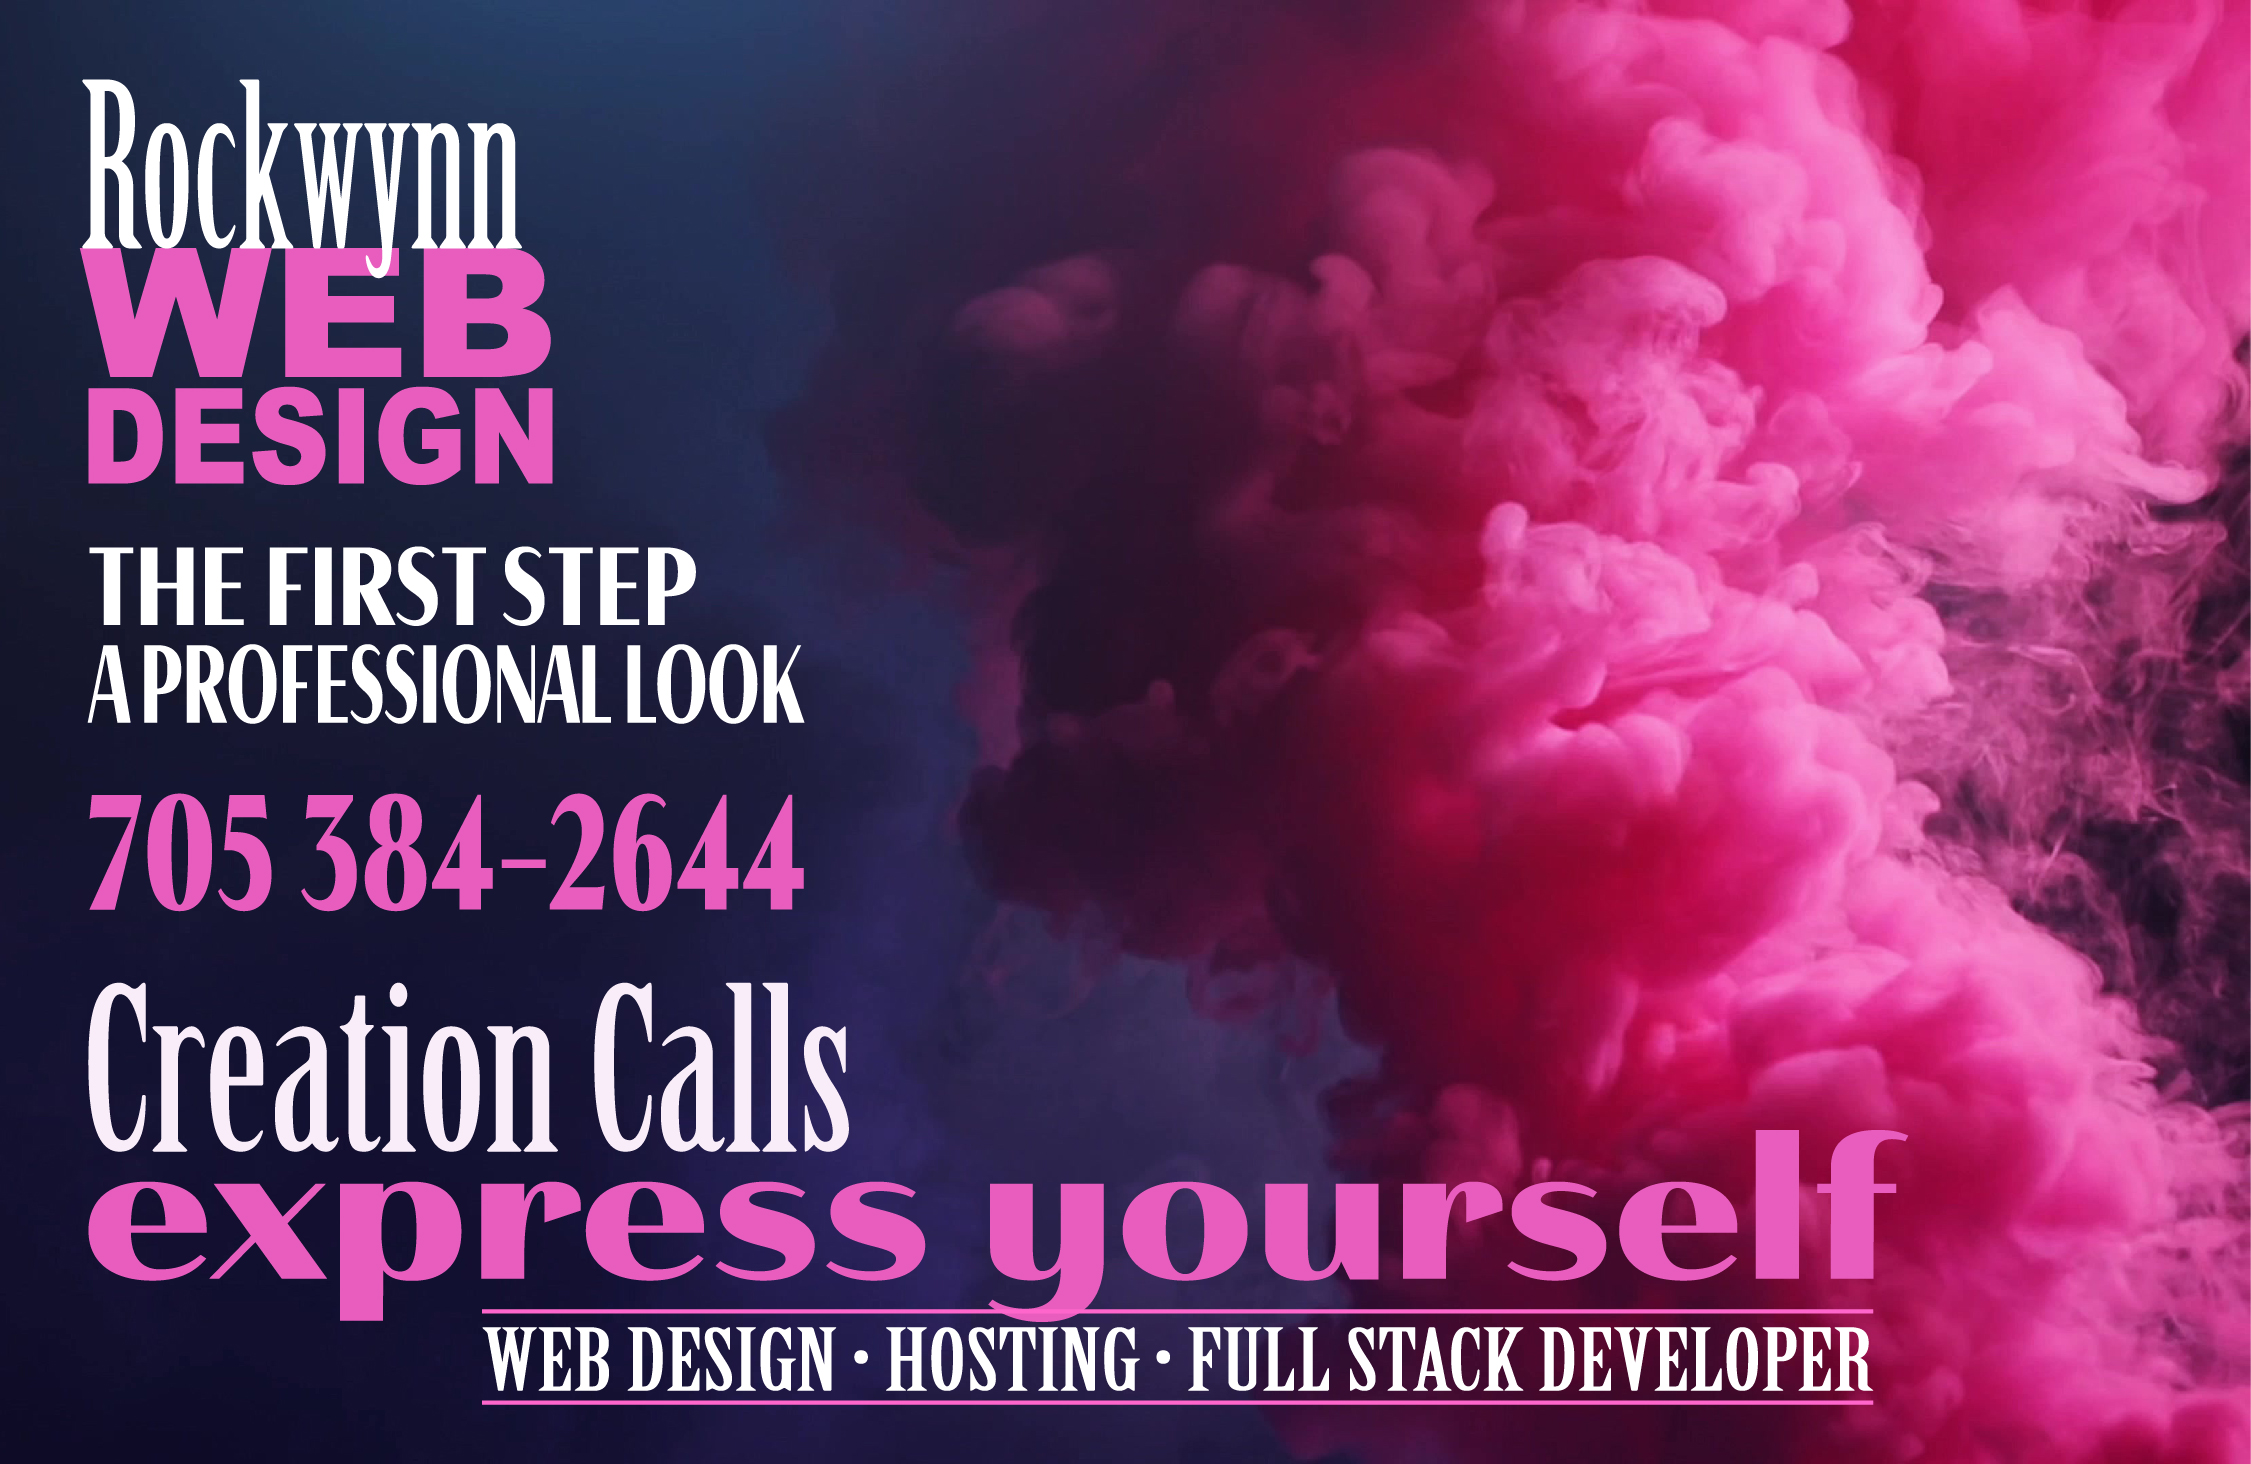 Rockwynn
WEB
DESIGN
THE FIRST STEP
A PROFESSIONAL LOOK
705 384-2644
Creation Calls
express yourself
WEB DESIGN • HOSTING • FULL STACK DEVELOPER